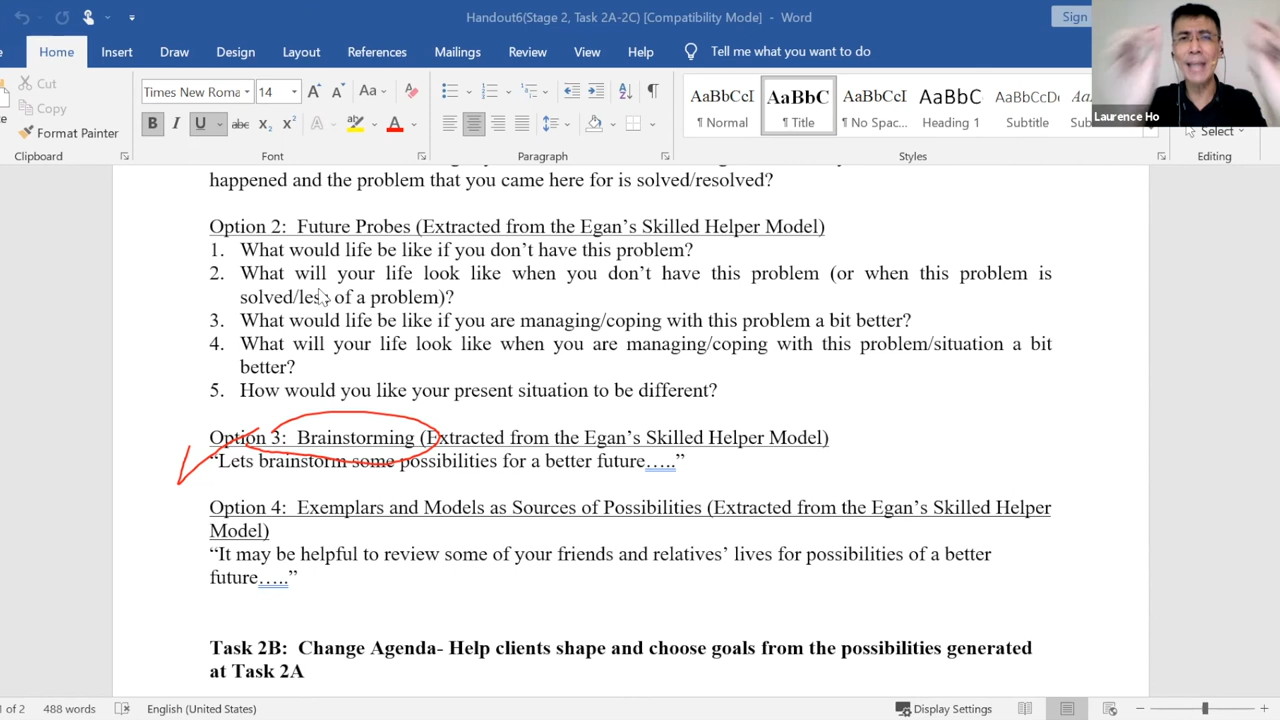 Handout6(Stage 2, Task 2A-2C) [Compatibility Mode] - Word
Sign
Home Insert Draw Design Layout References Mailings Review View Help Tell me what you want to do
Cut
Copy
Format Painter
Clipboard
Times New Roma 14
Font
Paragraph
AaBbCcI AaBbC AaBbCcI AaBbC AaBbCcDc
¶ Normal ¶ Title ¶ No Spac... Heading 1 Subtitle
Styles
Laurence Ho
Select
Editing
happened and the problem that you came here for is solved/resolved?
Option 2: Future Probes (Extracted from the Egan’s Skilled Helper Model)
1. What would life be like if you don’t have this problem?
2. What will your life look like when you don’t have this problem (or when this problem is
solved/less of a problem)?
3. What would life be like if you are managing/coping with this problem a bit better?
4. What will your life look like when you are managing/coping with this problem/situation a bit
better?
5. How would you like your present situation to be different?
Option 3: Brainstorming (Extracted from the Egan’s Skilled Helper Model)
“Lets brainstorm some possibilities for a better future…..”
Option 4: Exemplars and Models as Sources of Possibilities (Extracted from the Egan’s Skilled Helper
Model)
“It may be helpful to review some of your friends and relatives’ lives for possibilities of a better
future…..”
Task 2B: Change Agenda- Help clients shape and choose goals from the possibilities generated
at Task 2A
1 of 2 488 words English (United States) Display Settings